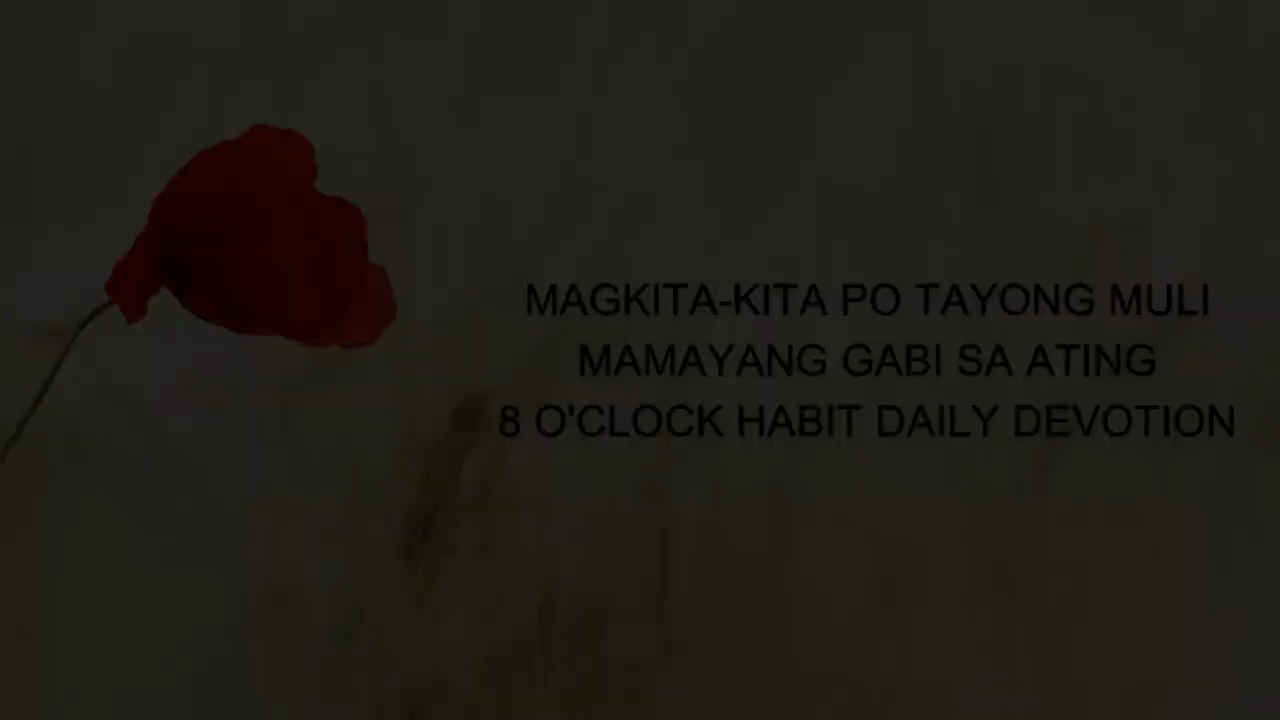 MAGKITA-KITA PO TAYONG MULI
MAMAYANG GABI SA ATING
8 O'CLOCK HABIT DAILY DEVOTION